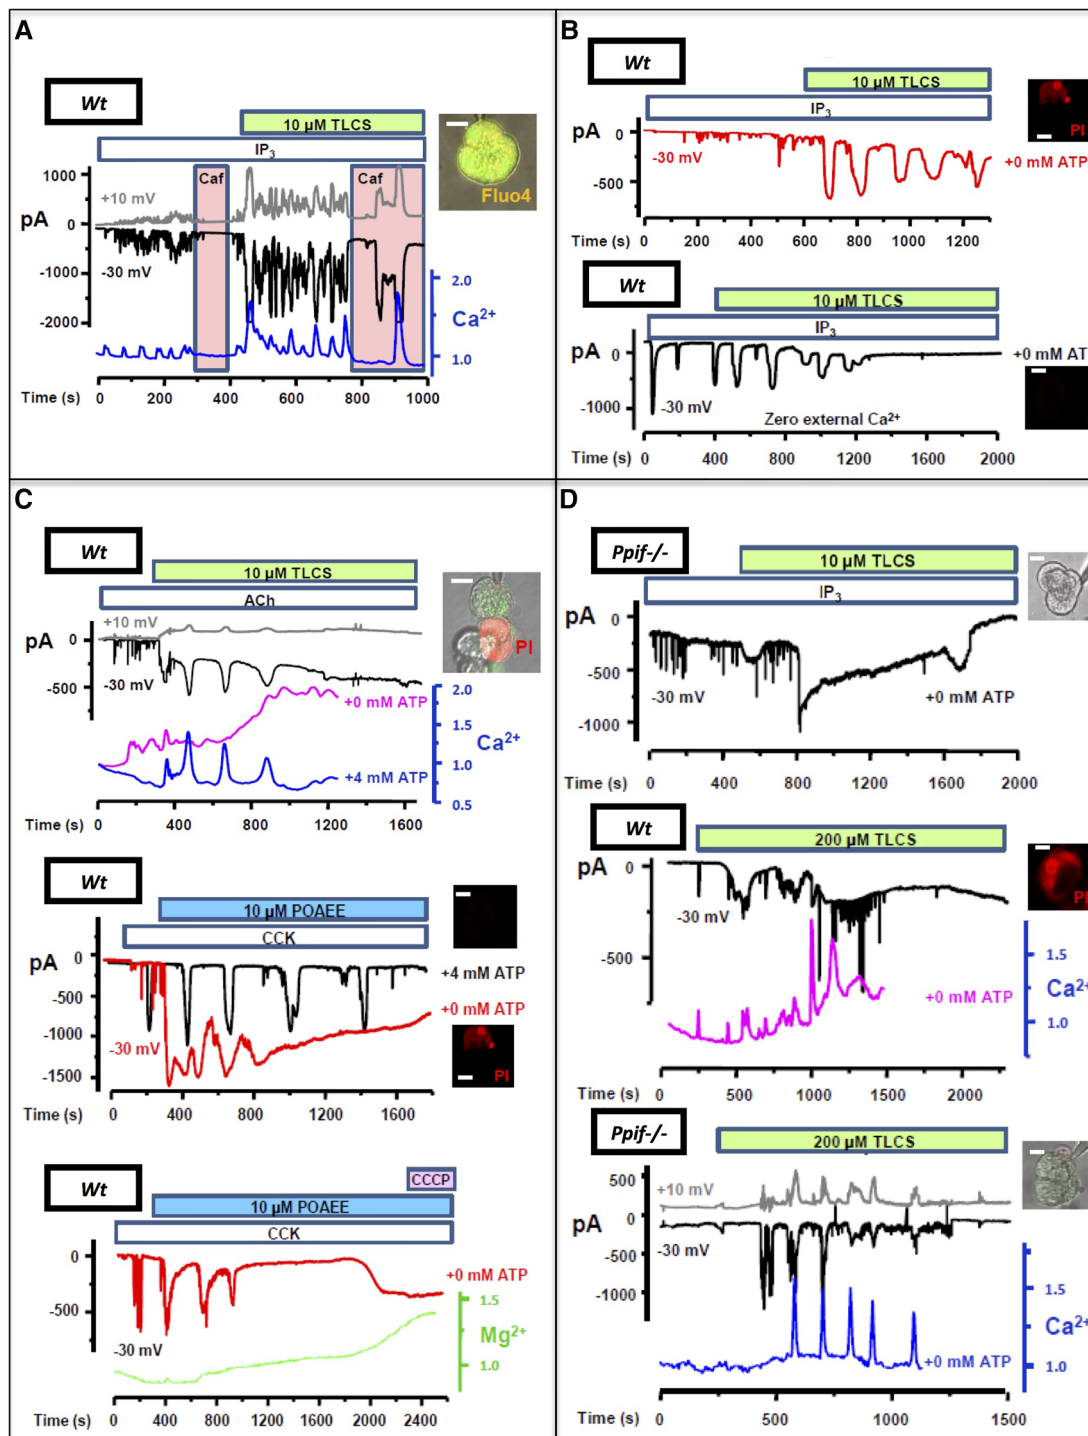 A
Wt
10 µM TLCS
IP3
Caf
Caf
Fluo4
1000
0
-1000
-2000
pA
+10 mV
-30 mV
2.0
1.0
Ca2+
Time (s)
0 200 400 600 800 1000
B
Wt
10 µM TLCS
IP3
PI
pA
0
-500
-30 mV
+0 mM ATP
Time (s)
0 200 400 600 800 1000 1200
Wt
10 µM TLCS
IP3
pA
0
-1000
-30 mV
+0 mM AT
Zero external Ca2+
Time (s)
0 400 800 1200 1600 2000
C
Wt
10 µM TLCS
ACh
PI
+10 mV
pA
0
-500
-30 mV
+0 mM ATP
+4 mM ATP
2.0
1.5
1.0
0.5
Ca2+
Time (s)
0 400 800 1200 1600
Wt
10 µM POAEE
CCK
pA
0
-500
-1000
-1500
+4 mM ATP
+0 mM ATP
-30 mV
PI
Time (s)
0 400 800 1200 1600
Wt
CCCP
10 µM POAEE
CCK
0
-500
-30 mV
+0 mM ATP
1.5
1.0
Mg2+
Time (s)
0 400 800 1200 1600 2000 2400
D
Ppif-/-
10 µM TLCS
IP3
pA
0
-500
-1000
-30 mV
+0 mM ATP
Time (s)
0 400 800 1200 1600 2000
Wt
200 µM TLCS
PI
pA
0
-500
-30 mV
+0 mM ATP
1.5
1.0
Ca2+
Time (s)
0 500 1000 1500 2000
Ppif-/-
200 µM TLCS
500
0
-500
-1000
pA
+10 mV
-30 mV
+0 mM ATP
1.5
1.0
Ca2+
Time (s)
0 500 1000 1500